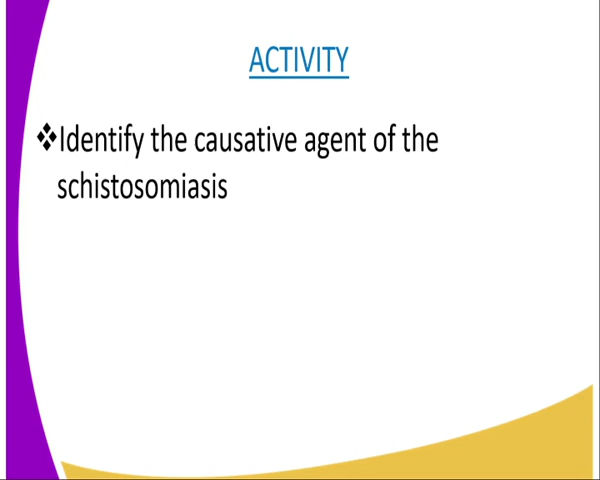 ACTIVITY
❖Identify the causative agent of the
schistosomiasis